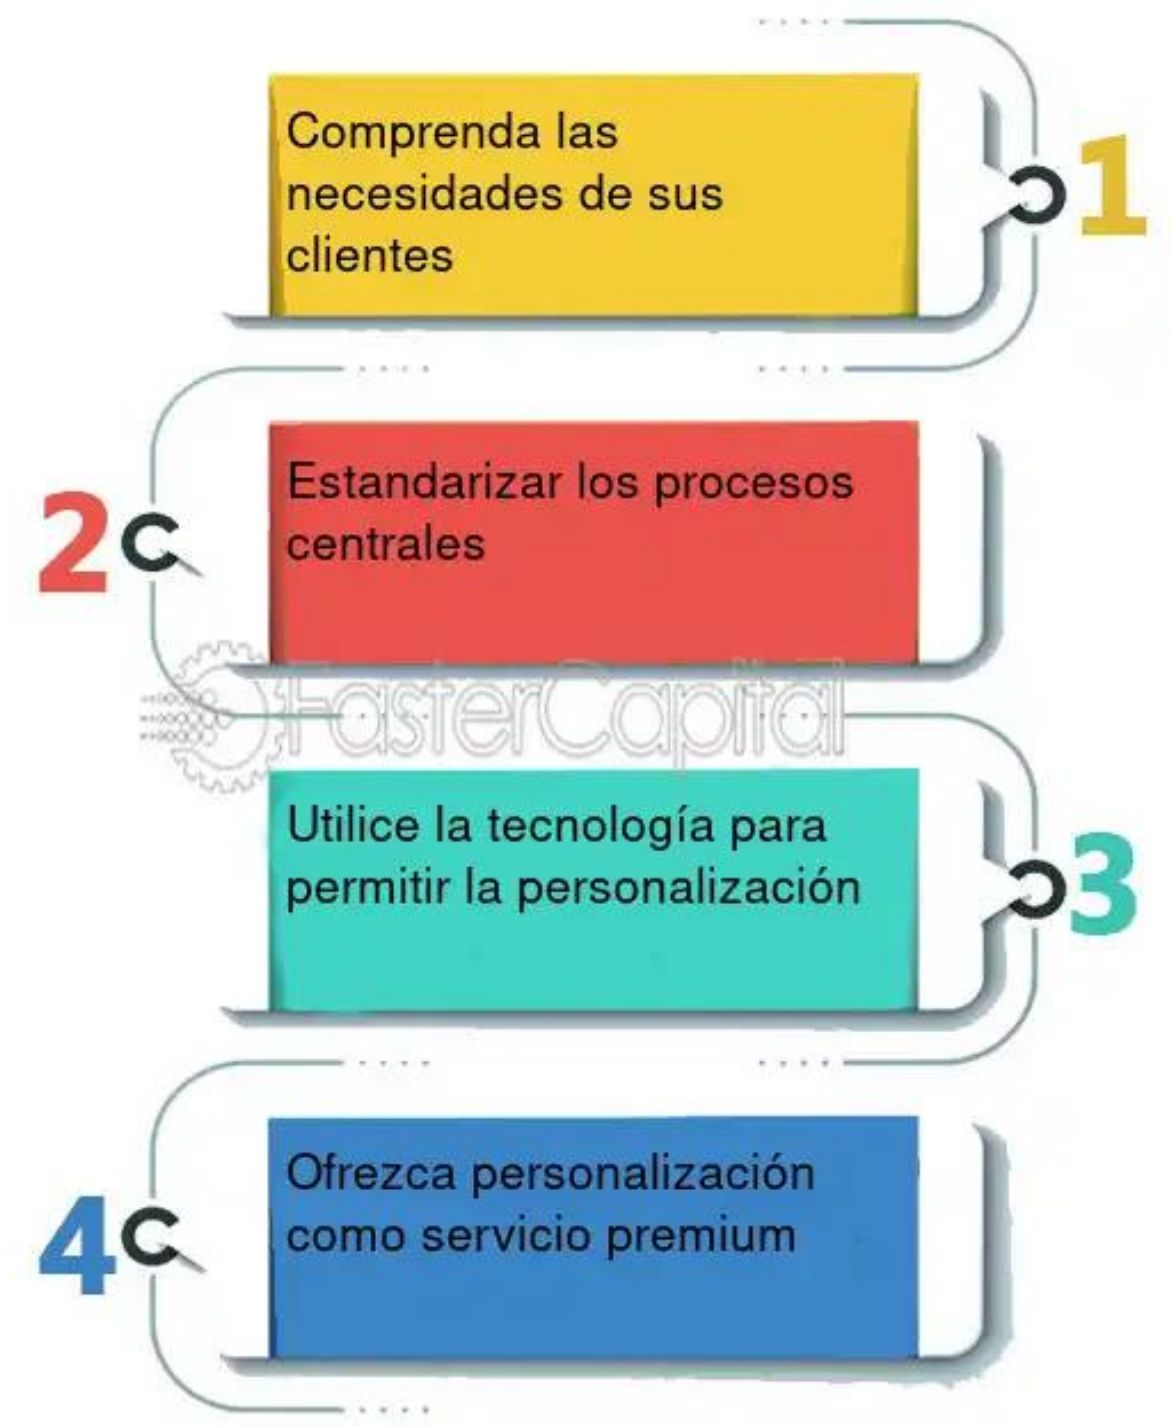 Comprenda las
necesidades de sus
clientes
1
2
Estandarizar los procesos
centrales
FasterCapital
Utilice la tecnología para
permitir la personalización
3
4
Ofrezca personalización
como servicio premium